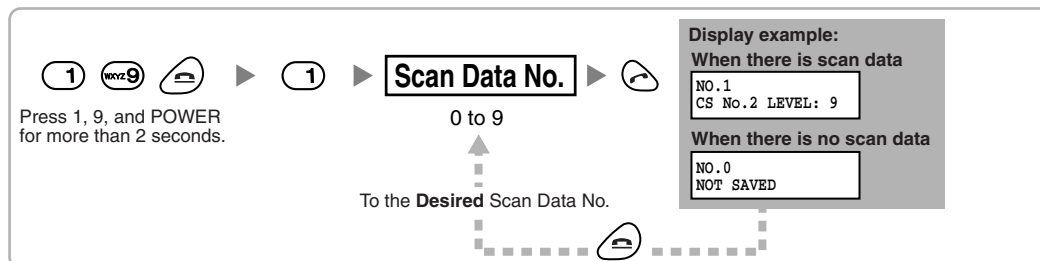 1 WXYZ9 1 Scan Data No.
Press 1, 9, and POWER
for more than 2 seconds.
0 to 9
To the Desired Scan Data No.
Display example:
When there is scan data
NO.1
CS No.2 LEVEL: 9
When there is no scan data
NO.0
NOT SAVED